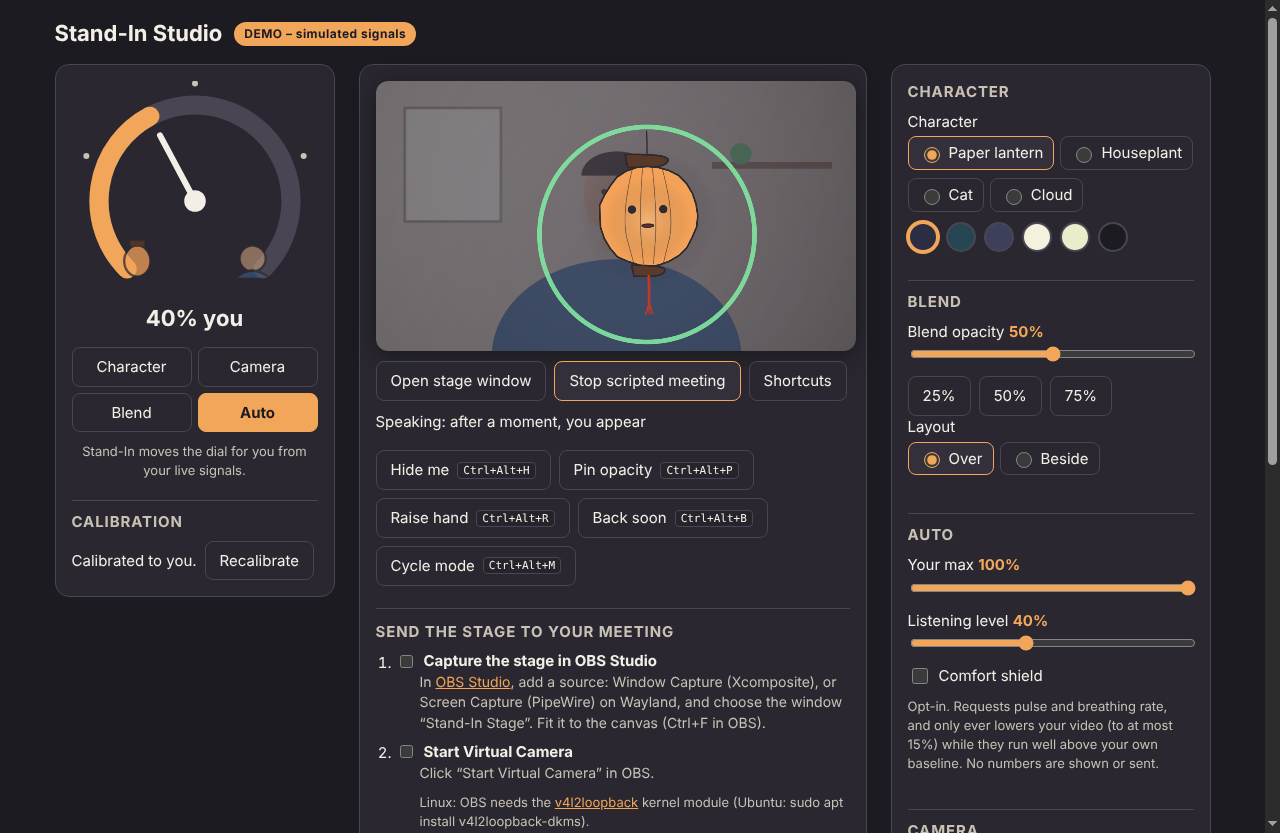 Stand-In Studio
DEMO – simulated signals
40% you
Character
Camera
Blend
Auto
Stand-In moves the dial for you from
your live signals.
CALIBRATION
Calibrated to you.
Recalibrate
Open stage window
Stop scripted meeting
Shortcuts
Speaking: after a moment, you appear
Hide me Ctrl+Alt+H
Pin opacity Ctrl+Alt+P
Raise hand Ctrl+Alt+R
Back soon Ctrl+Alt+B
Cycle mode Ctrl+Alt+M
SEND THE STAGE TO YOUR MEETING
1. Capture the stage in OBS Studio
In OBS Studio, add a source: Window Capture (Xcomposite), or
Screen Capture (PipeWire) on Wayland, and choose the window
“Stand-In Stage”. Fit it to the canvas (Ctrl+F in OBS).
2. Start Virtual Camera
Click “Start Virtual Camera” in OBS.
Linux: OBS needs the v4l2loopback kernel module (Ubuntu: sudo apt
install v4l2loopback-dkms).
CHARACTER
Character
Paper lantern
Houseplant
Cat
Cloud
BLEND
Blend opacity 50%
25%
50%
75%
Layout
Over
Beside
AUTO
Your max 100%
Listening level 40%
Comfort shield
Opt-in. Requests pulse and breathing rate,
and only ever lowers your video (to at most
15%) while they run well above your own
baseline. No numbers are shown or sent.
CAMERA